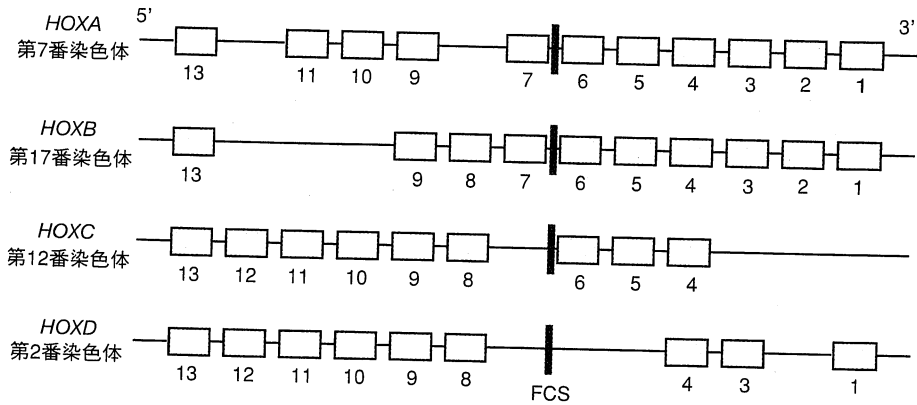 5'
3'
HOXA
第7番染色体
13 11 10 9 7 6 5 4 3 2 1
HOXB
第17番染色体
13 9 8 7 6 5 4 3 2 1
HOXC
第12番染色体
13 12 11 10 9 8 6 5 4
HOXD
第2番染色体
13 12 11 10 9 8 4 3 1
FCS